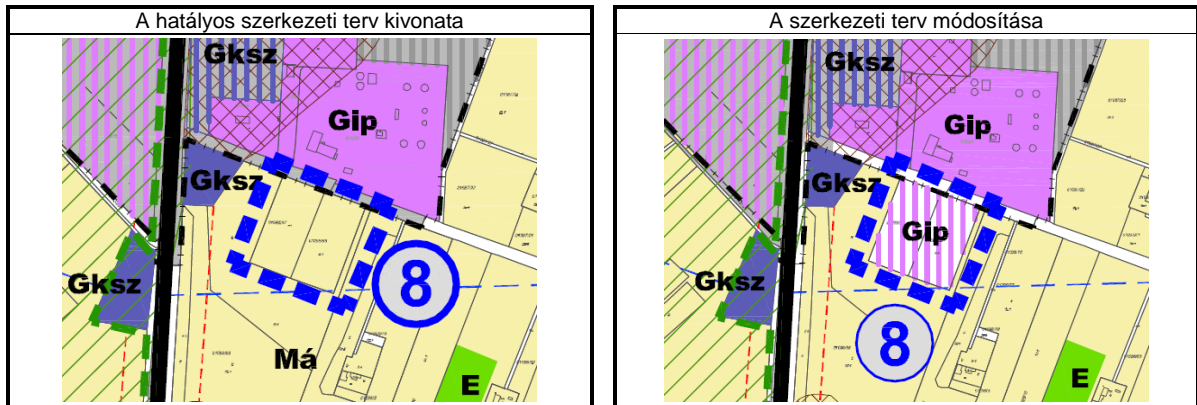 A hatályos szerkezeti terv kivonata
Gksz
Gip
Gksz
Gksz
8
Má
E
A szerkezeti terv módosítása
Gksz
Gip
Gksz
Gip
Gksz
8
E